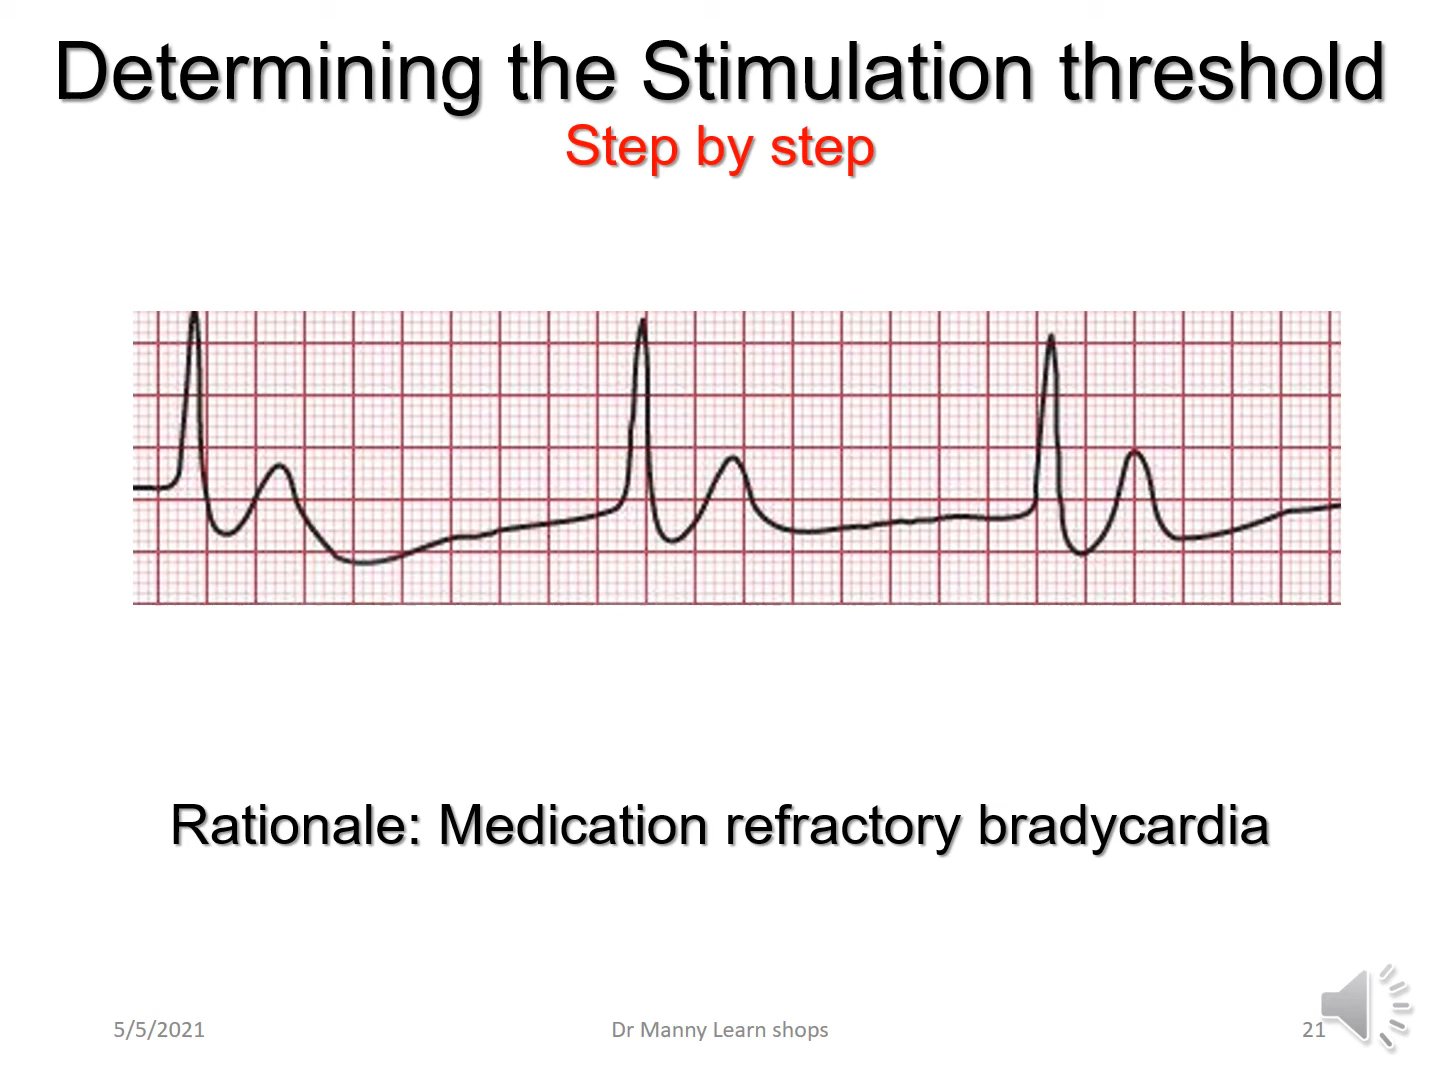 Determining the Stimulation threshold
Step by step
Rationale: Medication refractory bradycardia
5/5/2021
Dr Manny Learn shops
21